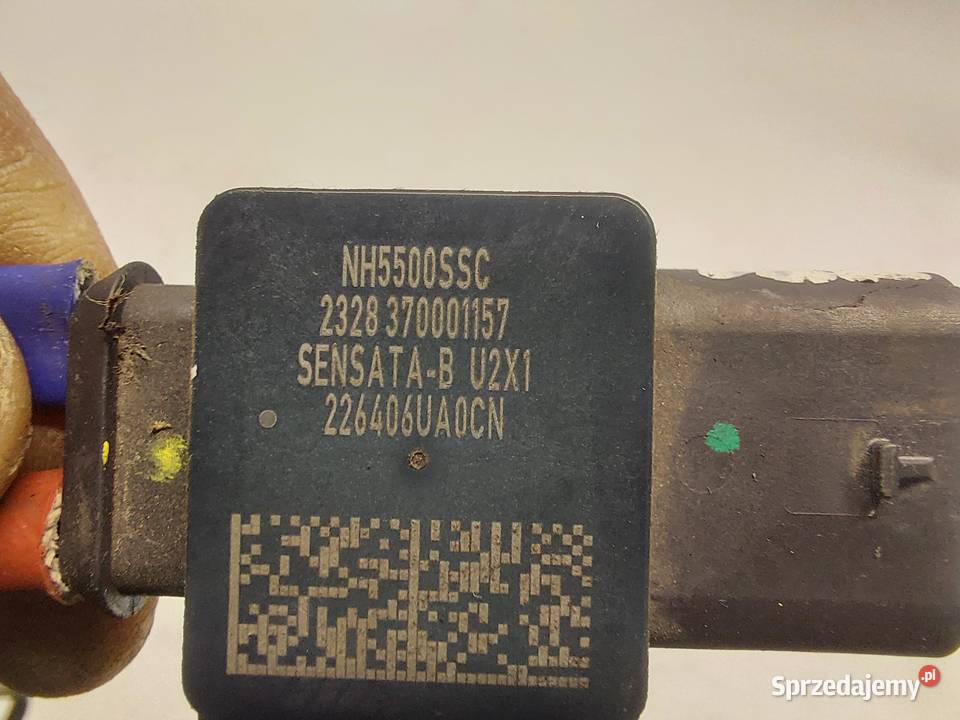 NH5500SSC
2328 370001157
SENSATA-B U2X1
226406UA0CN
Sprzedajemy.pl